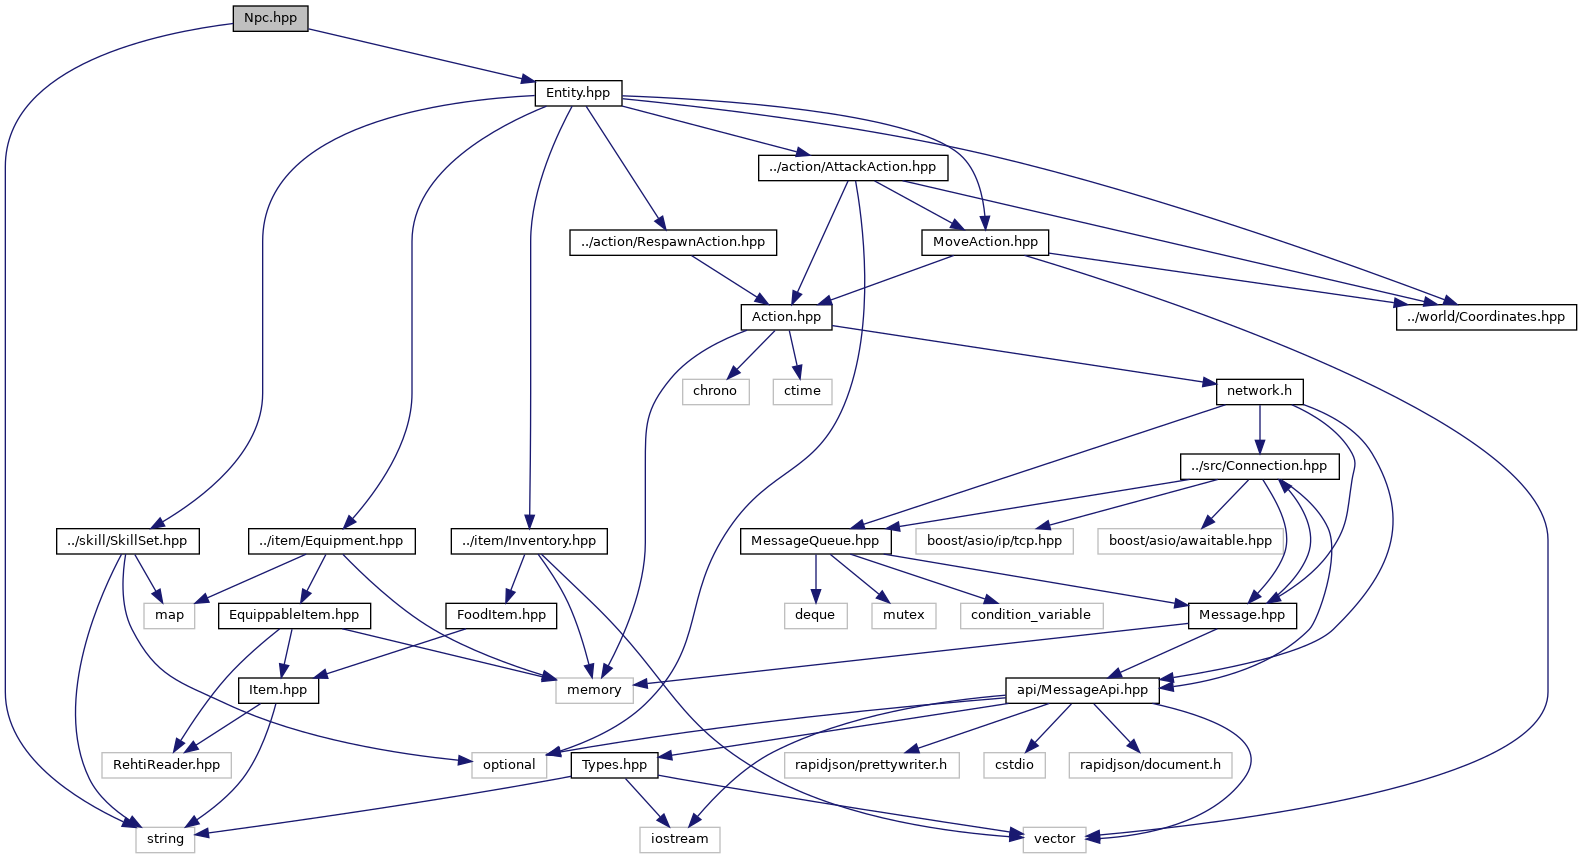 Npc.hpp
Entity.hpp
../action/AttackAction.hpp
../action/RespawnAction.hpp
MoveAction.hpp
Action.hpp
../world/Coordinates.hpp
chrono
ctime
network.h
../src/Connection.hpp
../skill/SkillSet.hpp
../item/Equipment.hpp
../item/Inventory.hpp
MessageQueue.hpp
boost/asio/ip/tcp.hpp
boost/asio/awaitable.hpp
map
EquippableItem.hpp
FoodItem.hpp
deque
mutex
condition_variable
Message.hpp
Item.hpp
memory
api/MessageApi.hpp
RehtiReader.hpp
optional
Types.hpp
rapidjson/prettywriter.h
cstdio
rapidjson/document.h
string
iostream
vector